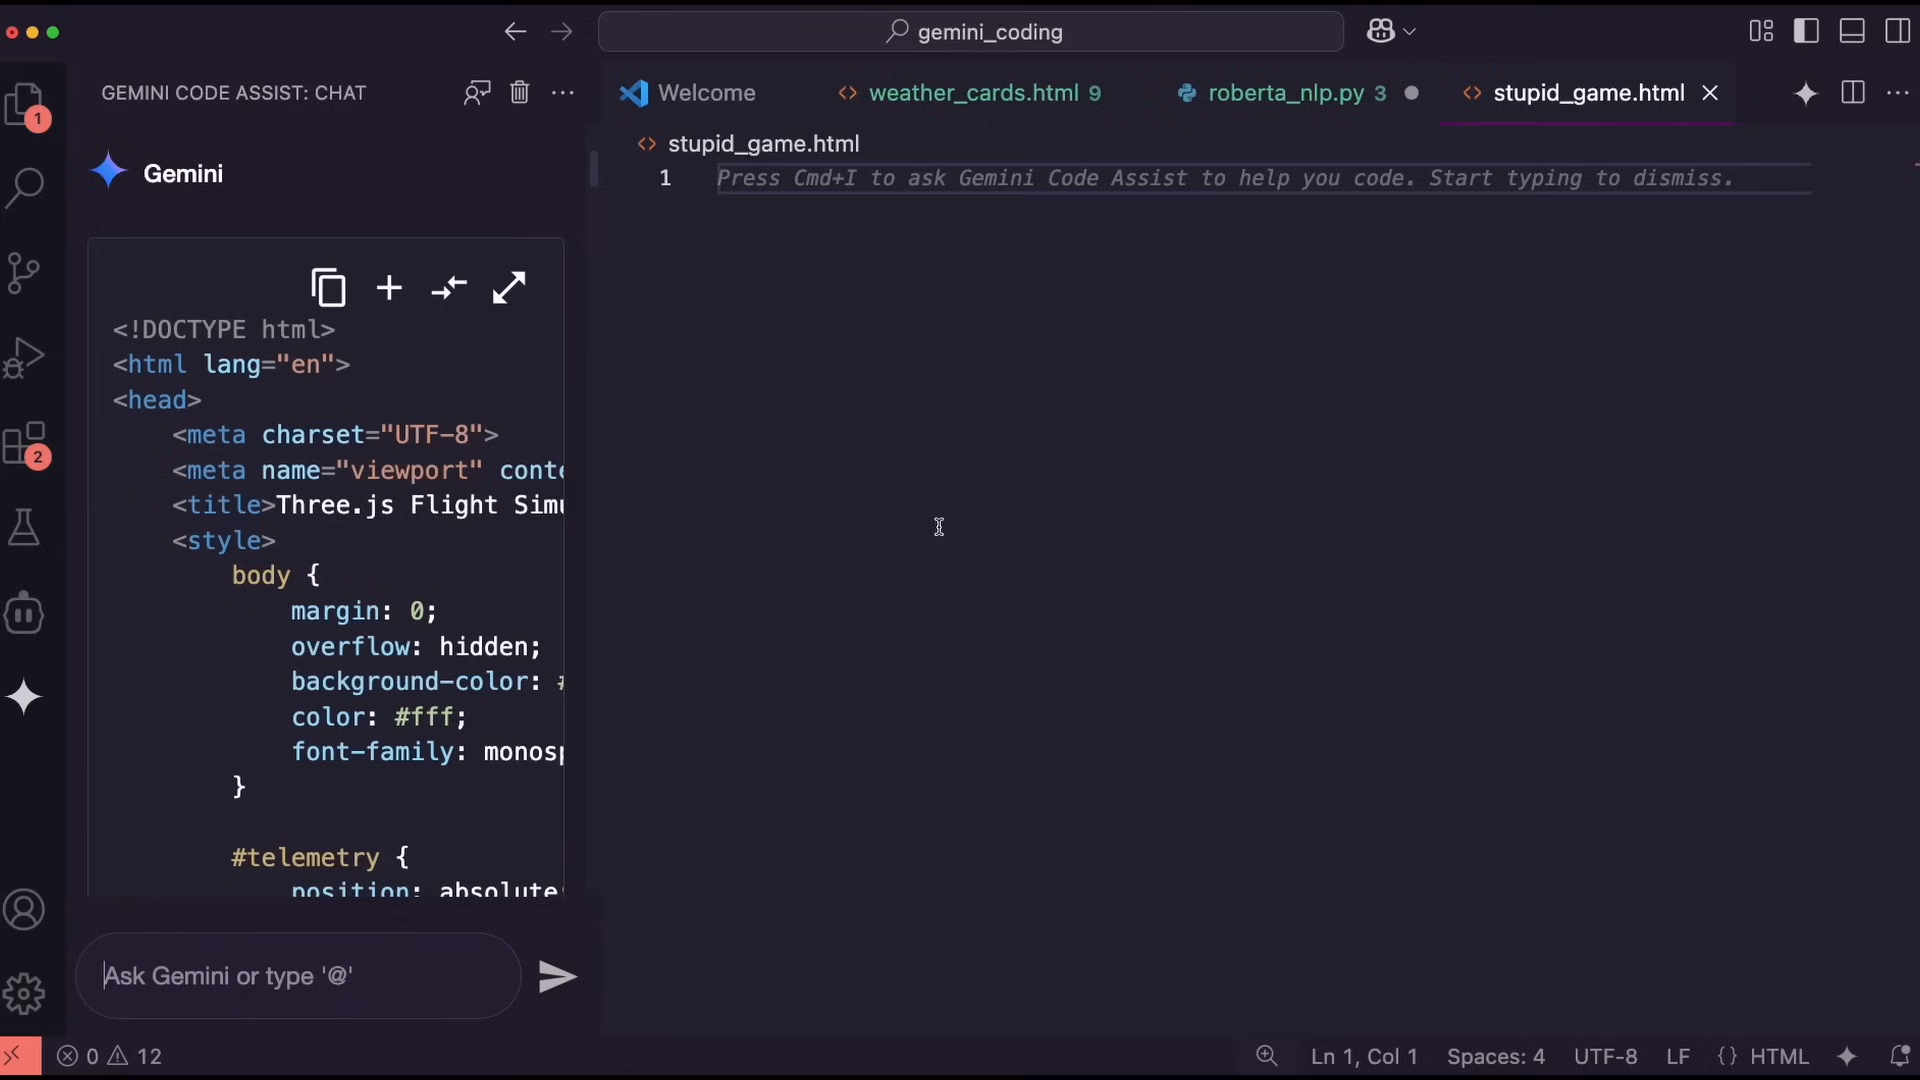 gemini_coding
GEMINI CODE ASSIST: CHAT
Welcome
weather_cards.html 9
roberta_nlp.py 3
stupid_game.html
1
stupid_game.html
Gemini
1 Press Cmd+I to ask Gemini Code Assist to help you code. Start typing to dismiss.
<!DOCTYPE html>
<html lang="en">
<head>
<meta charset="UTF-8">
<meta name="viewport" conte
2
<title>Three.js Flight Simu
<style>
body {
margin: 0;
overflow: hidden;
background-color: #
color: #fff;
font-family: monosp
}
#telemetry {
position: absolute;
Ask Gemini or type '@'
0 12
Ln 1, Col 1 Spaces: 4 UTF-8 LF {} HTML